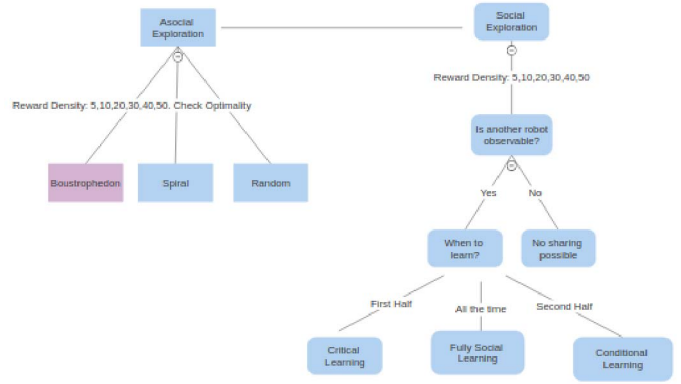 Asocial
Exploration
Social
Exploration
Reward Density: 5,10,20,30,40,50
Reward Density: 5,10,20,30,40,50. Check Optimality
Is another robot
observable?
Boustrophedon
Spiral
Random
Yes
No
When to
learn?
No sharing
possible
First Half
All the time
Second Half
Critical
Learning
Fully Social
Learning
Conditional
Learning